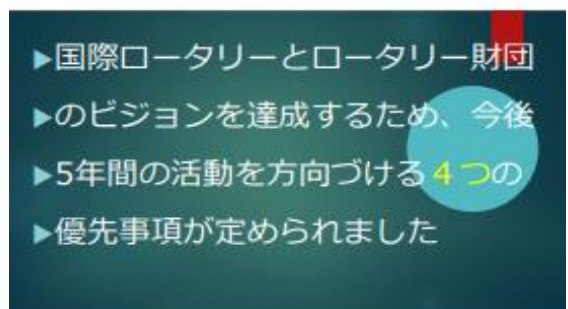 ▶国際ロータリーとロータリー財団
▶のビジョンを達成するため、今後
▶5年間の活動を方向づける４つの
▶優先事項が定められました